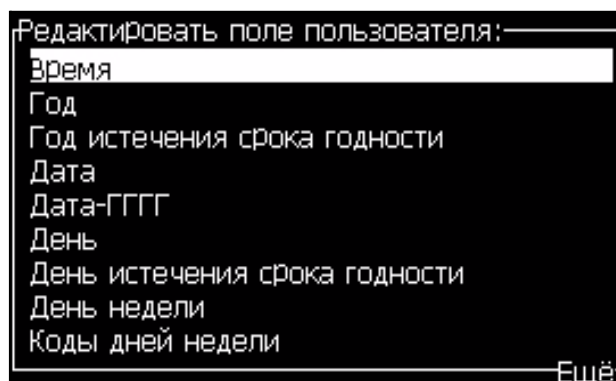 Редактировать поле пользователя:
Время
Год
Год истечения срока годности
Дата
Дата-ГГГГ
День
День истечения срока годности
День недели
Коды дней недели
Ещё